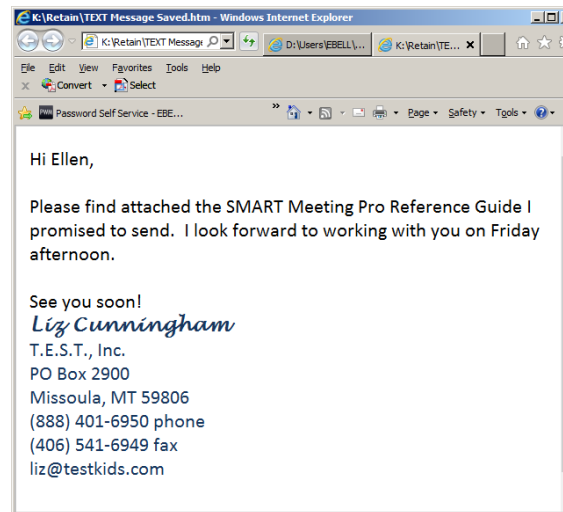 K:\Retain\TEXT Message Saved.htm - Windows Internet Explorer
K:\Retain\TEXT Message
D:\Users\EBELL\...
K:\Retain\TE...
File Edit View Favorites Tools Help
Convert Select
Password Self Service - EBE...
» Page Safety Tools
Hi Ellen,
Please find attached the SMART Meeting Pro Reference Guide I
promised to send. I look forward to working with you on Friday
afternoon.
See you soon!
Liz Cunningham
T.E.S.T., Inc.
PO Box 2900
Missoula, MT 59806
(888) 401-6950 phone
(406) 541-6949 fax
liz@testkids.com